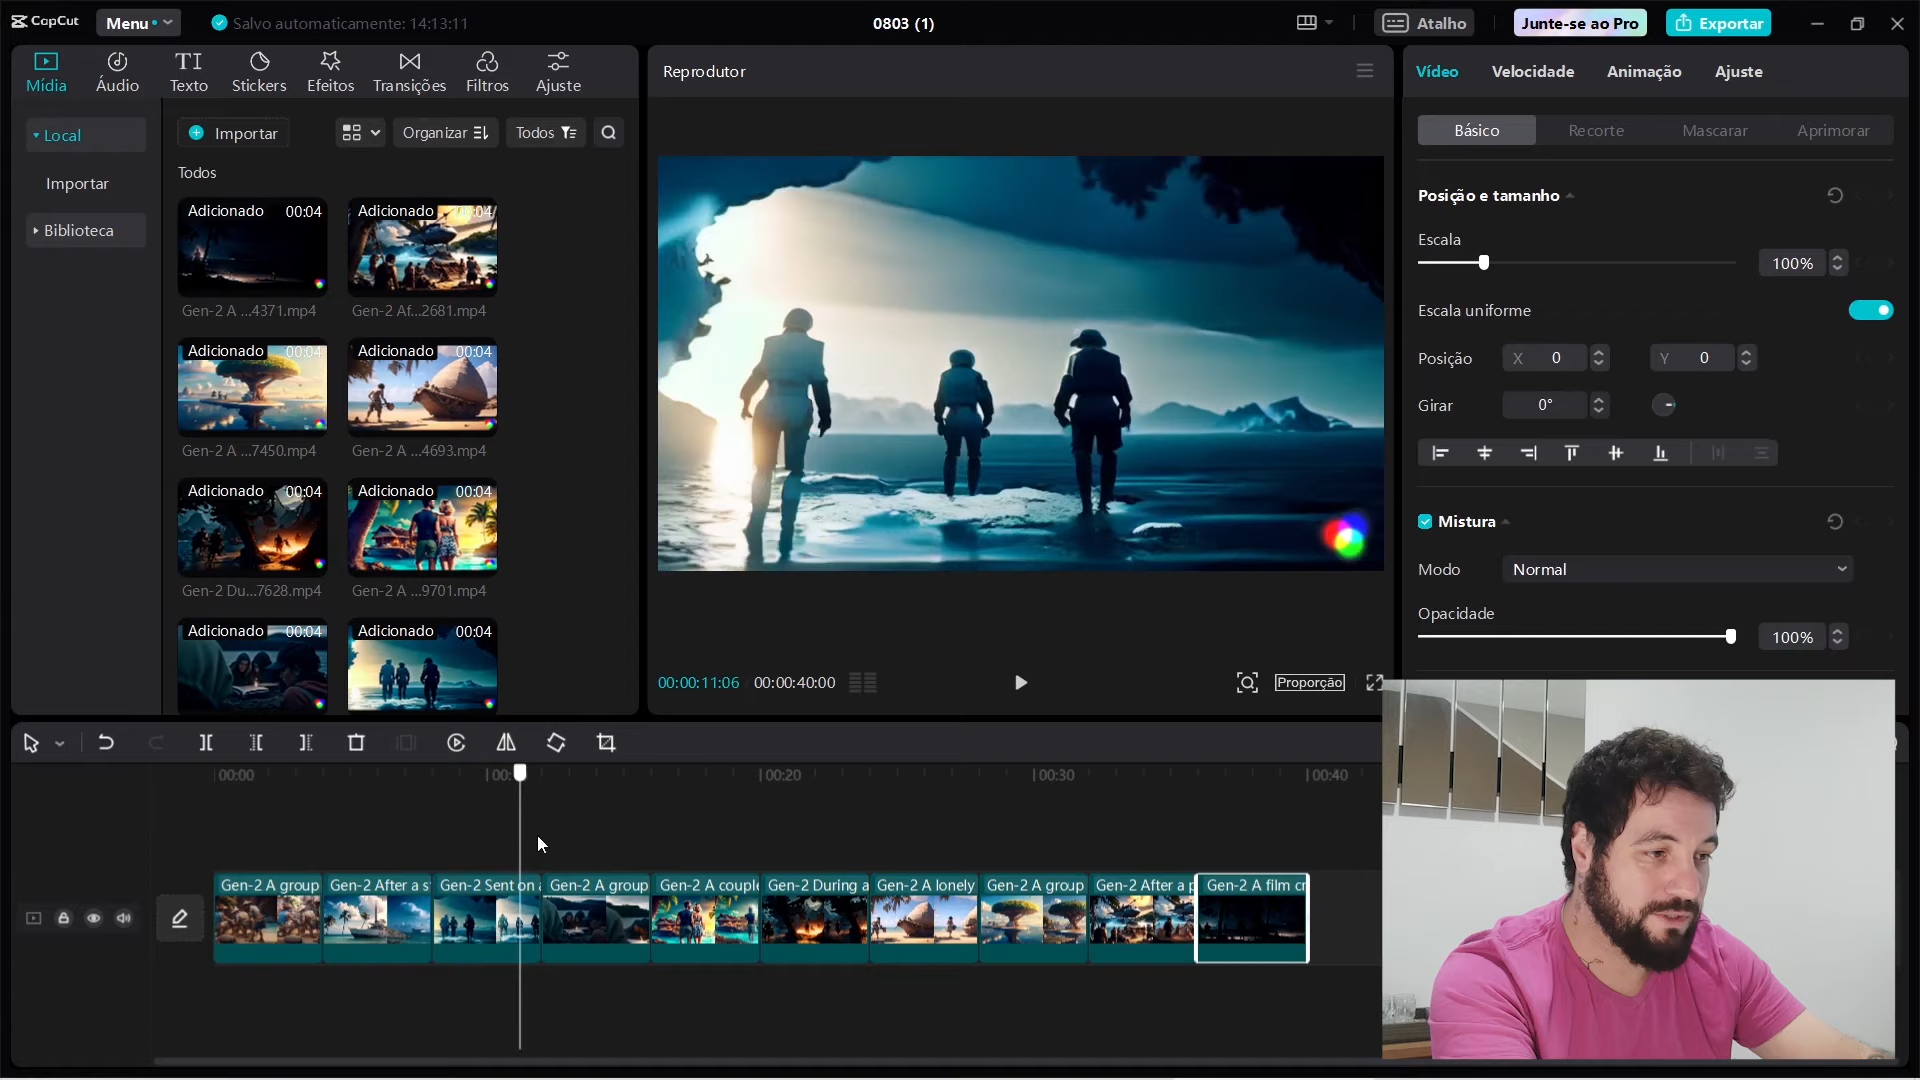 CapCut
Menu
Salvo automaticamente: 14:13:11
0803 (1)
Atalho
Junte-se ao Pro
Exportar
Mídia
Áudio
Texto
Stickers
Efeitos
Transições
Filtros
Ajuste
Reprodutor
Vídeo
Velocidade
Animação
Ajuste
Local
Importar
Biblioteca
Importar
Organizar
Todos
Todos
Adicionado 00:04
Adicionado 00:04
Gen-2 A ...4371.mp4
Gen-2 Af...2681.mp4
Adicionado 00:04
Adicionado 00:04
Gen-2 A ...7450.mp4
Gen-2 A ...4693.mp4
Adicionado 00:04
Adicionado 00:04
Gen-2 Du...7628.mp4
Gen-2 A ...9701.mp4
Adicionado 00:04
Adicionado 00:04
00:00:11:06
00:00:40:00
Proporção
Básico
Recorte
Mascarar
Aprimorar
Posição e tamanho
Escala
100%
Escala uniforme
Posição X 0 Y 0
Girar 0°
Mistura
Modo Normal
Opacidade
100%
00:00
00:
00:20
00:30
00:40
Gen-2 A group
Gen-2 After a s
Gen-2 Sent on a
Gen-2 A group
Gen-2 A couple
Gen-2 During a
Gen-2 A lonely
Gen-2 A group
Gen-2 After a p
Gen-2 A film cr